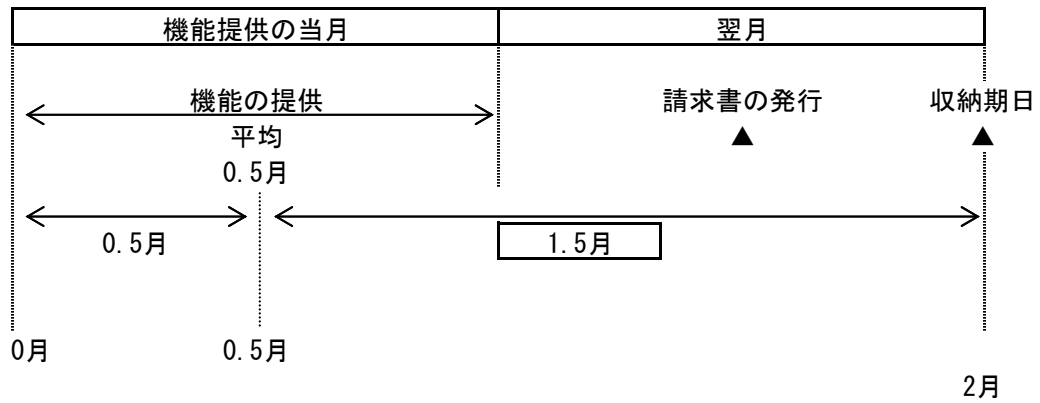 機能提供の当月 翌月
機能の提供 請求書の発行 収納期日
平均 ▲ ▲
0.5月
0.5月 1.5月
0月 0.5月
2月